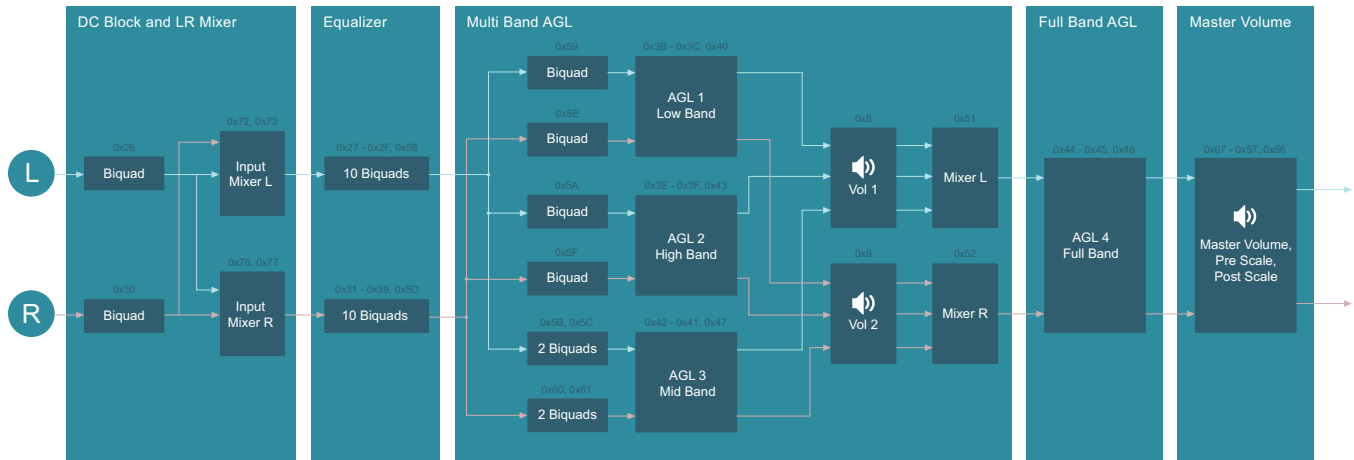 DC Block and LR Mixer
Equalizer
Multi Band AGL
Full Band AGL
Master Volume
L
R
0x26
Biquad
0x30
Biquad
0x72, 0x73
Input
Mixer L
0x76, 0x77
Input
Mixer R
0x27 - 0x2F, 0x58
10 Biquads
0x31 - 0x39, 0x5D
10 Biquads
0x59
Biquad
0x5E
Biquad
0x5A
Biquad
0x5F
Biquad
0x5B, 0x5C
2 Biquads
0x60, 0x61
2 Biquads
0x3B - 0x3C, 0x40
AGL 1
Low Band
0x3E - 0x3F, 0x43
AGL 2
High Band
0x42 - 0x41, 0x47
AGL 3
Mid Band
0x8
Vol 1
0x9
Vol 2
0x51
Mixer L
0x52
Mixer R
0x44 - 0x45, 0x48
AGL 4
Full Band
0x07 - 0x57, 0x56
Master Volume,
Pre Scale,
Post Scale